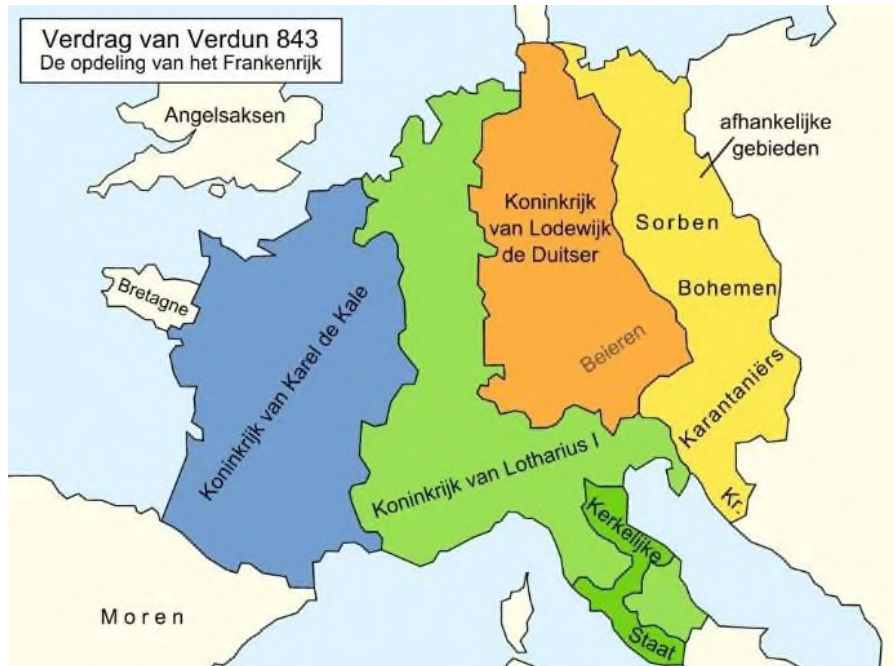 Verdrag van Verdun 843
De opdeling van het Frankenrijk
Angelsaksen
afhankelijke
gebieden
Koninkrijk
van Lodewijk
de Duitser
Sorben
Bohemen
Bretagne
Koninkrijk van Karel de Kale
Beieren
Karantaniërs
Koninkrijk van Lotharius I
Kr.
Kerkelijke
Staat
Moren